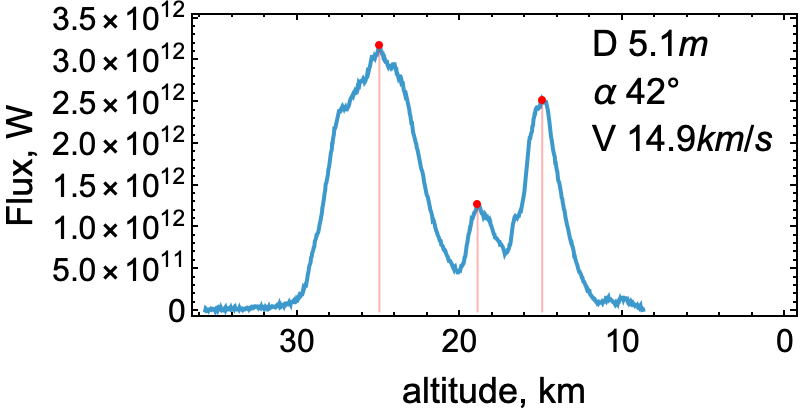 3.5×10¹²
3.0×10¹²
2.5×10¹²
2.0×10¹²
1.5×10¹²
1.0×10¹²
5.0×10¹¹
0
Flux, W
D 5.1m
α 42°
V 14.9km/s
30 20 10 0
altitude, km